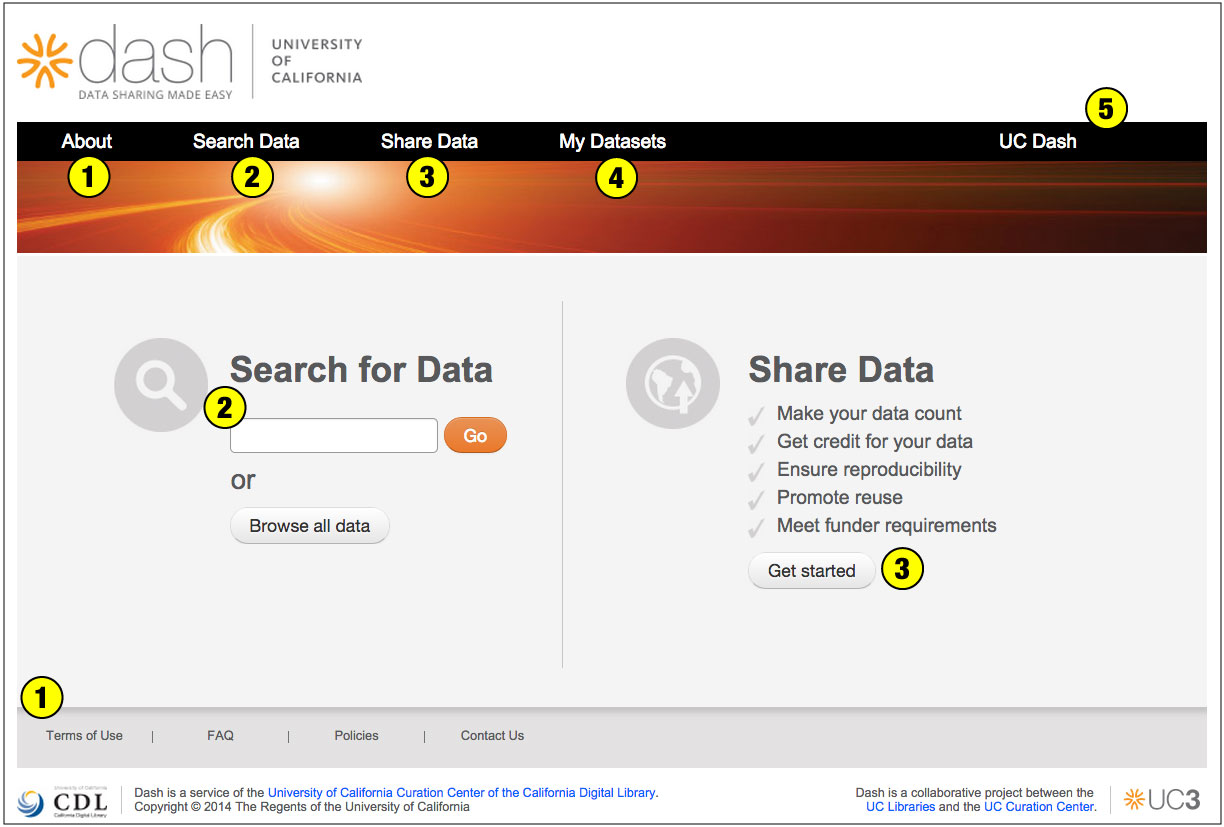 dash
DATA SHARING MADE EASY
UNIVERSITY
OF
CALIFORNIA
5
About
Search Data
Share Data
My Datasets
UC Dash
1
2
3
4
Search for Data
2
Go
or
Browse all data
Share Data
Make your data count
Get credit for your data
Ensure reproducibility
Promote reuse
Meet funder requirements
Get started
3
1
Terms of Use | FAQ | Policies | Contact Us
University of California
CDL
California Digital Library
Dash is a service of the University of California Curation Center of the California Digital Library.
Copyright © 2014 The Regents of the University of California
Dash is a collaborative project between the
UC Libraries and the UC Curation Center.
UC3